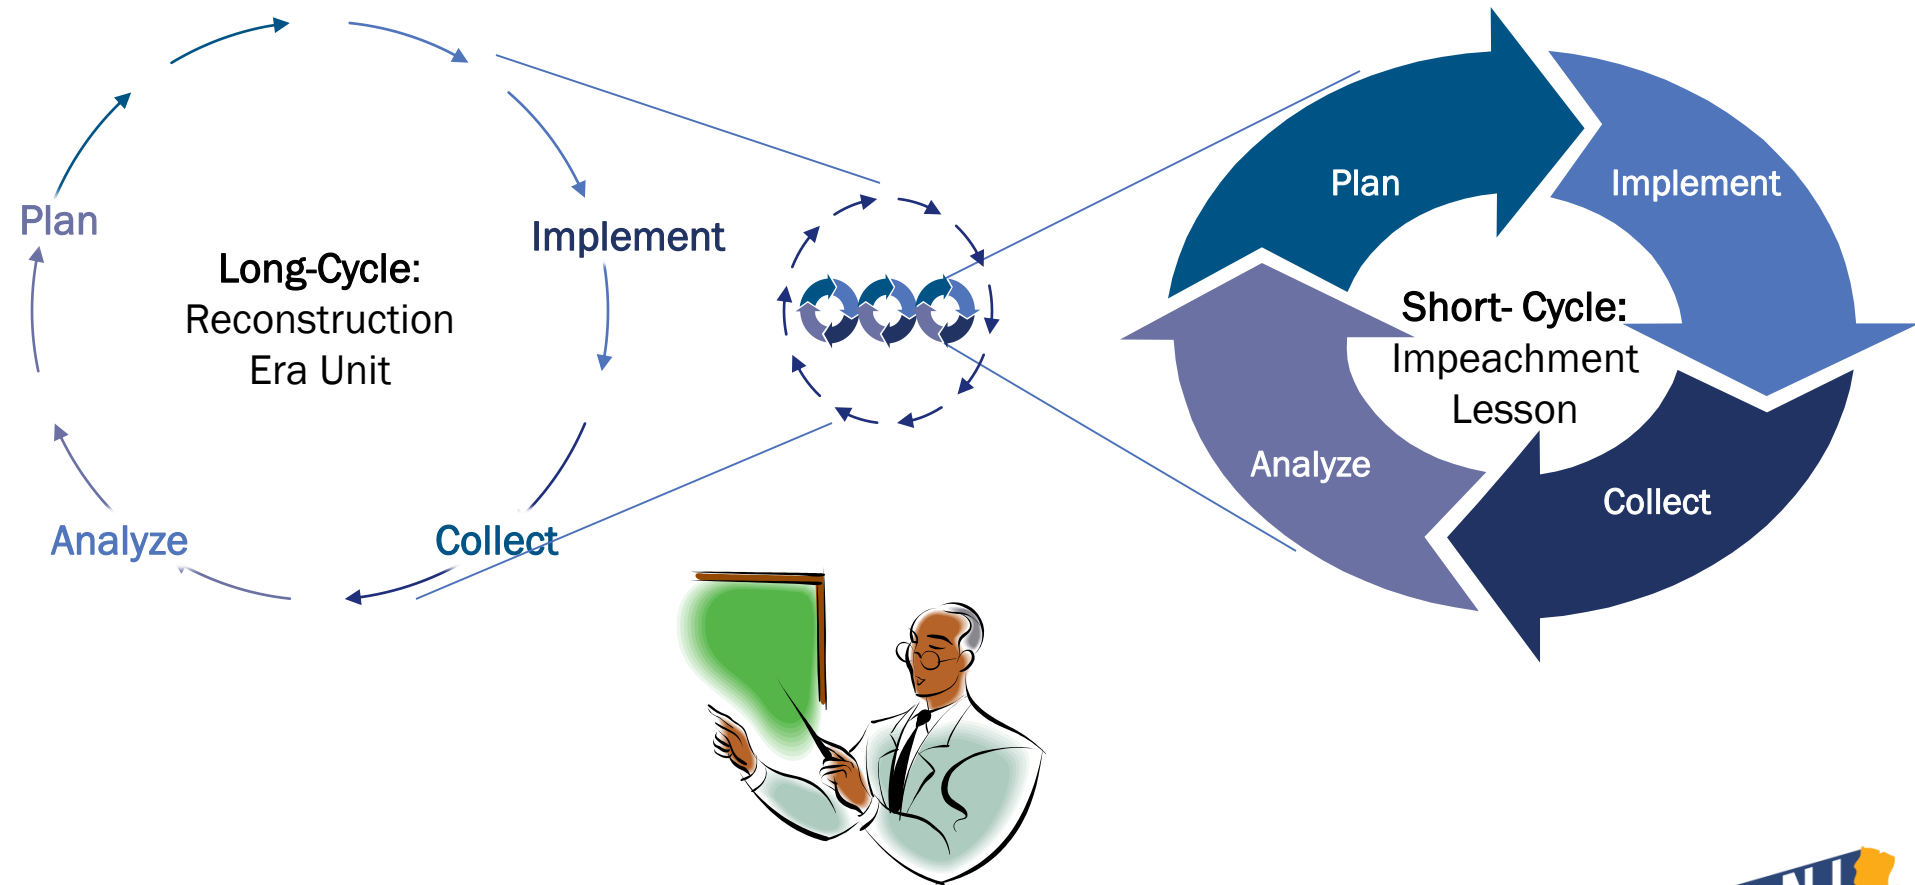 Plan
Implement
Long-Cycle:
Reconstruction
Era Unit
Analyze
Collect
Plan
Implement
Short- Cycle:
Impeachment
Lesson
Analyze
Collect